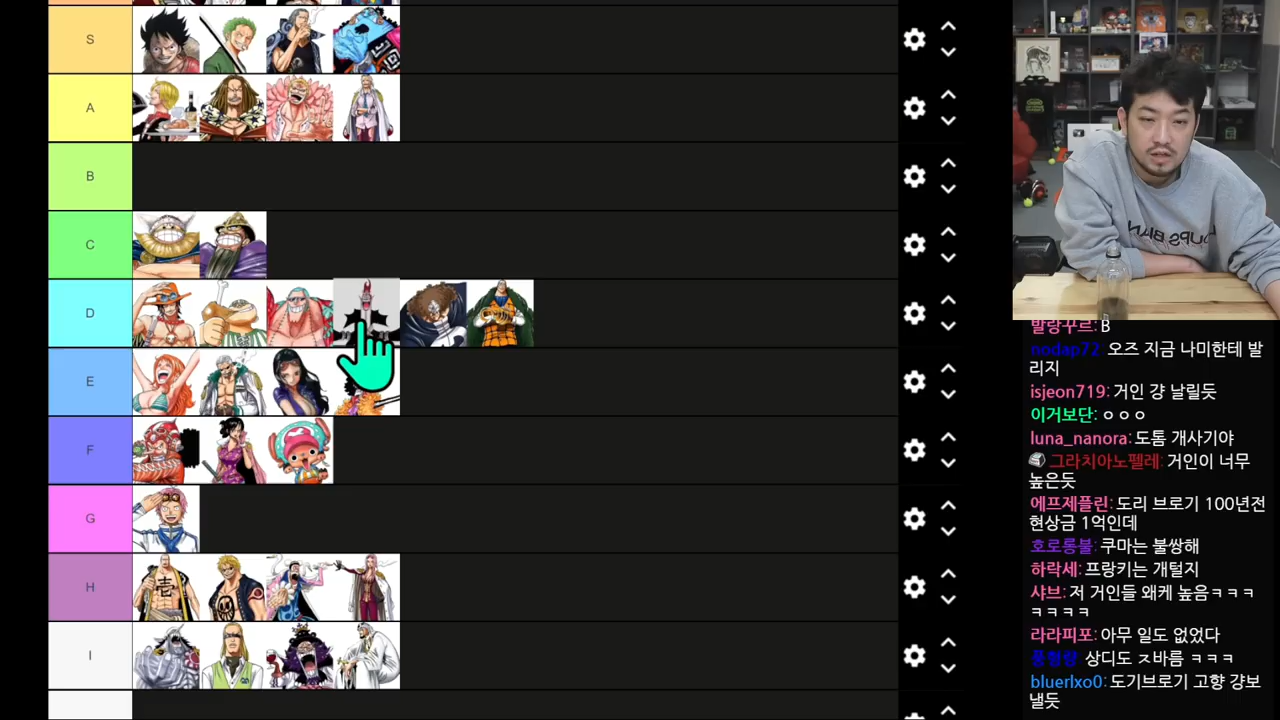 S
A
B
C
D
E
F
G
H
I
壱
발랑꾸르: B
nodap72 오즈 지금 나미한테 발
리지
isjeon719: 거인 걍 날릴듯
이거보단: ㅇㅇㅇ
luna_nanora: 도톰 개사기야
그라치아노펠레: 거인이 너무
높은듯
에프제플린: 도리 브로기 100년전
현상금 1억인데
호로롱불: 쿠마는 불쌍해
하락세: 프랑키는 개털지
샤브: 저 거인들 왜케 높음ㅋㅋㅋ
ㅋㅋㅋㅋ
라라피포: 아무 일도 없었다
상디도 ㅈ바름 ㅋㅋㅋ
bluerlxo0: 도기브로기 고향 걍보
낼듯